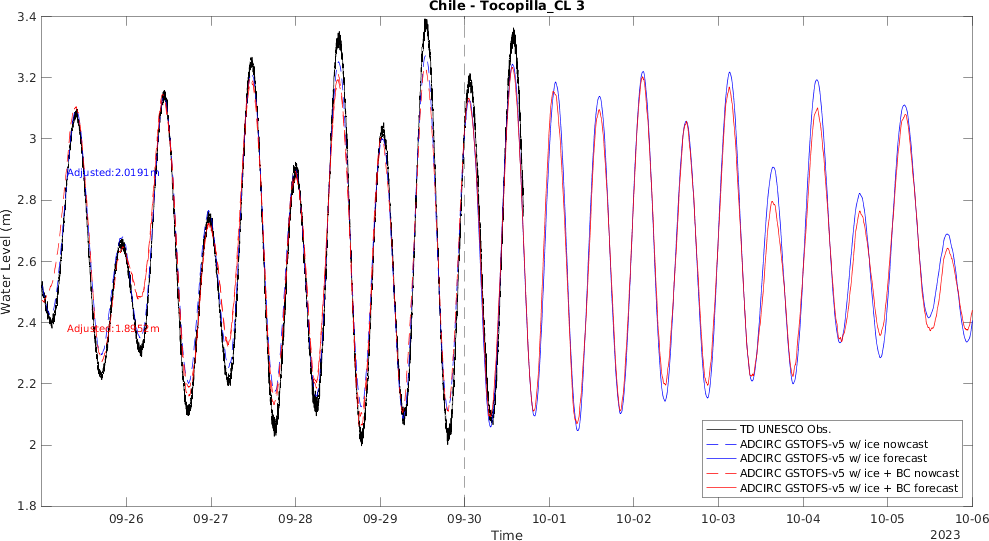 Chile - Tocopilla_CL 3
3.4
3.2
3
2.8
2.6
2.4
2.2
2
1.8
Water Level (m)
Adjusted:2.0191m
Adjusted:1.8952m
TD UNESCO Obs.
ADCIRC GSTOFS-v5 w/ ice nowcast
ADCIRC GSTOFS-v5 w/ ice forecast
ADCIRC GSTOFS-v5 w/ ice + BC nowcast
ADCIRC GSTOFS-v5 w/ ice + BC forecast
09-26 09-27 09-28 09-29 09-30 10-01 10-02 10-03 10-04 10-05 10-06
Time
2023